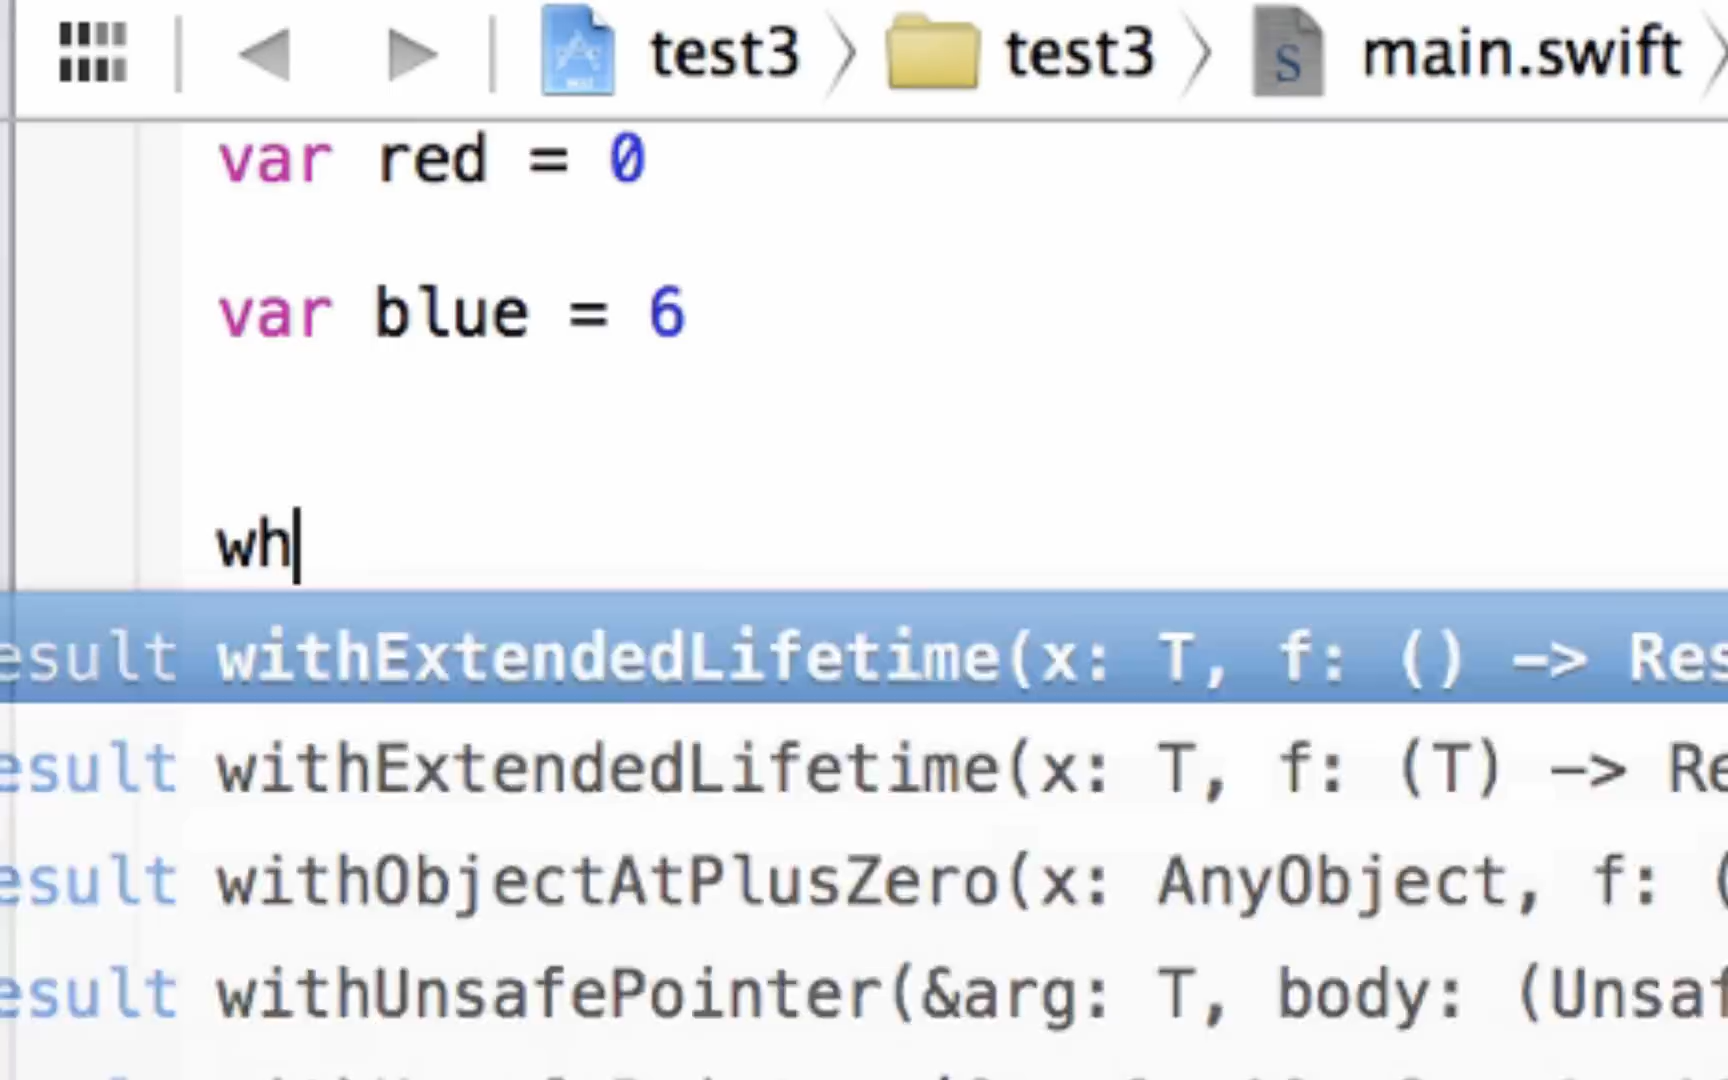 test3 test3 main.swift
var red = 0
var blue = 6
wh
esult withExtendedLifetime(x: T, f: () -> Res
esult withExtendedLifetime(x: T, f: (T) -> Re
esult withObjectAtPlusZero(x: AnyObject, f: (
esult withUnsafePointer(&arg: T, body: (Unsaf